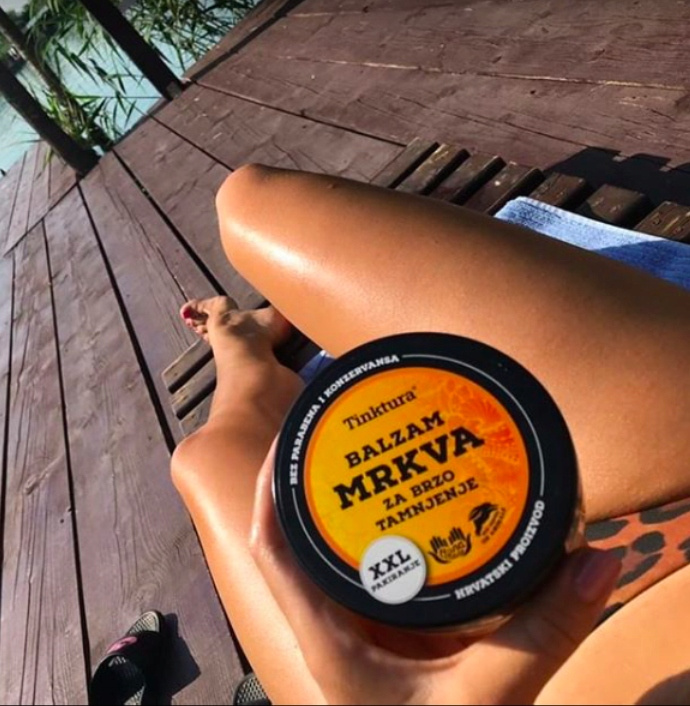 BEZ PARABENA I KONZERVANSA
Tinktura®
BALZAM
MRKVA
ZA BRZO
TAMNJENJE
XXL
PAKIRANJE
HRVATSKI PROIZVOD